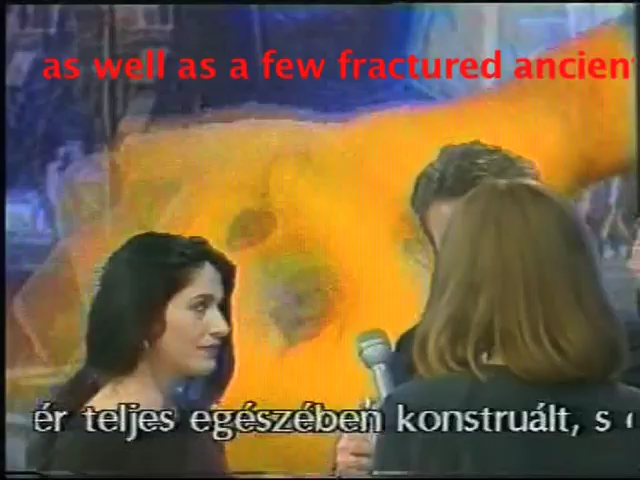 as well as a few fractured ancien
ér teljes egészében konstruált, s